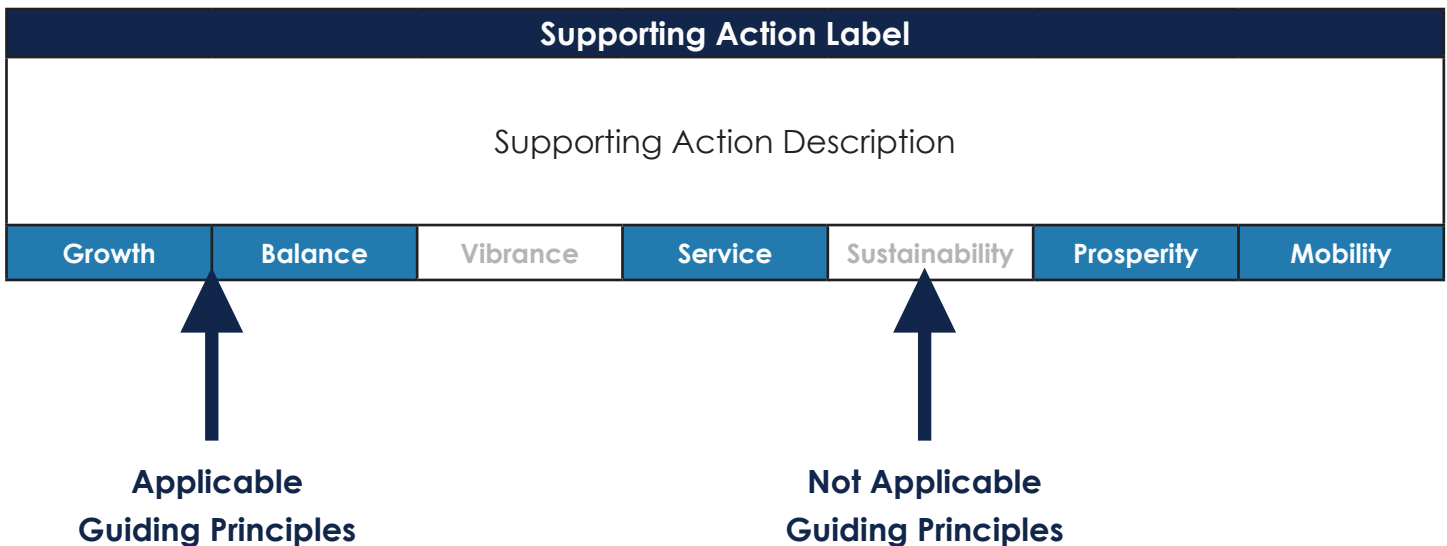 Supporting Action Label
Supporting Action Description
Growth Balance Vibrance Service Sustainability Prosperity Mobility
Applicable
Guiding Principles
Not Applicable
Guiding Principles